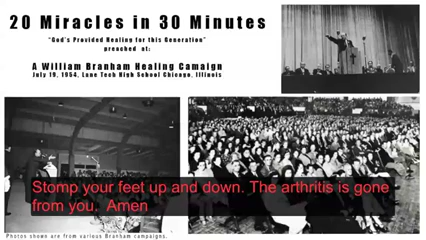 20 Miracles in 30 Minutes
"God's Provided Healing for this Generation"
preached at:
A William Branham Healing Camaign
July 19, 1954, Lane Tech High School Chicago, Illinois
Stomp your feet up and down. The arthritis is gone
from you. Amen
Photos shown are from various Branham campaigns.